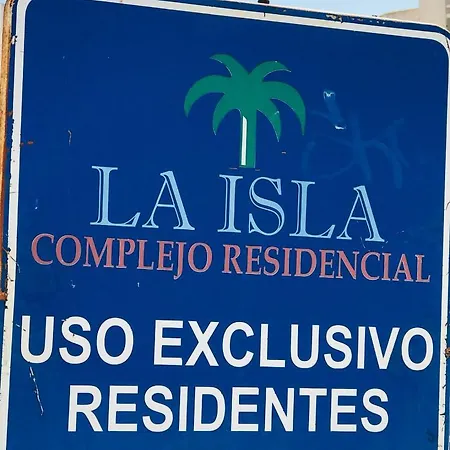 LA ISLA
COMPLEJO RESIDENCIAL
USO EXCLUSIVO
RESIDENTES